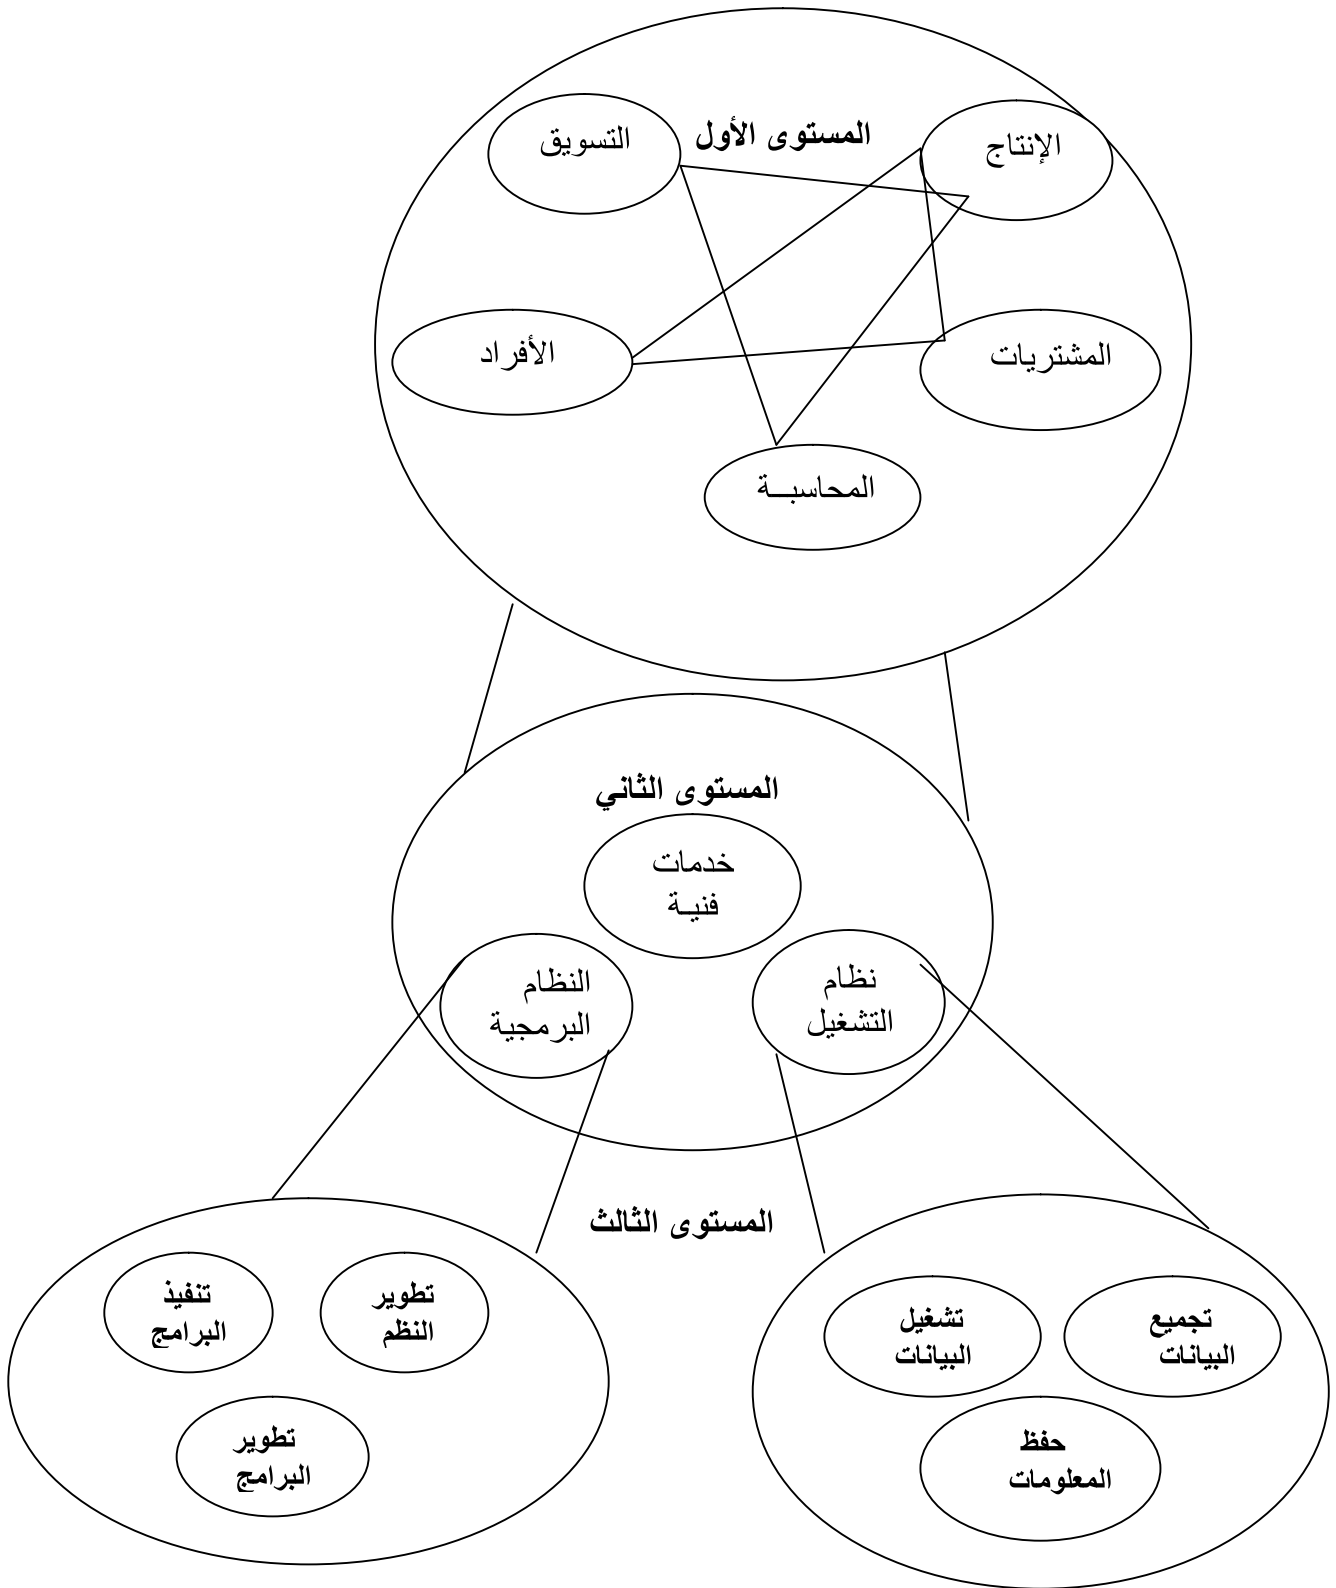 المستوى الأول
الإنتاج
التسويق
المشتريات
الأفراد
المحاسبــة
المستوى الثاني
خدمات
فنيـة
نظام
التشغيل
النظام
البرمجية
المستوى الثالث
تجميع
البيانات
تشغيل
البيانات
حفظ
المعلومات
تطوير
النظم
تنفيذ
البرامج
تطوير
البرامج